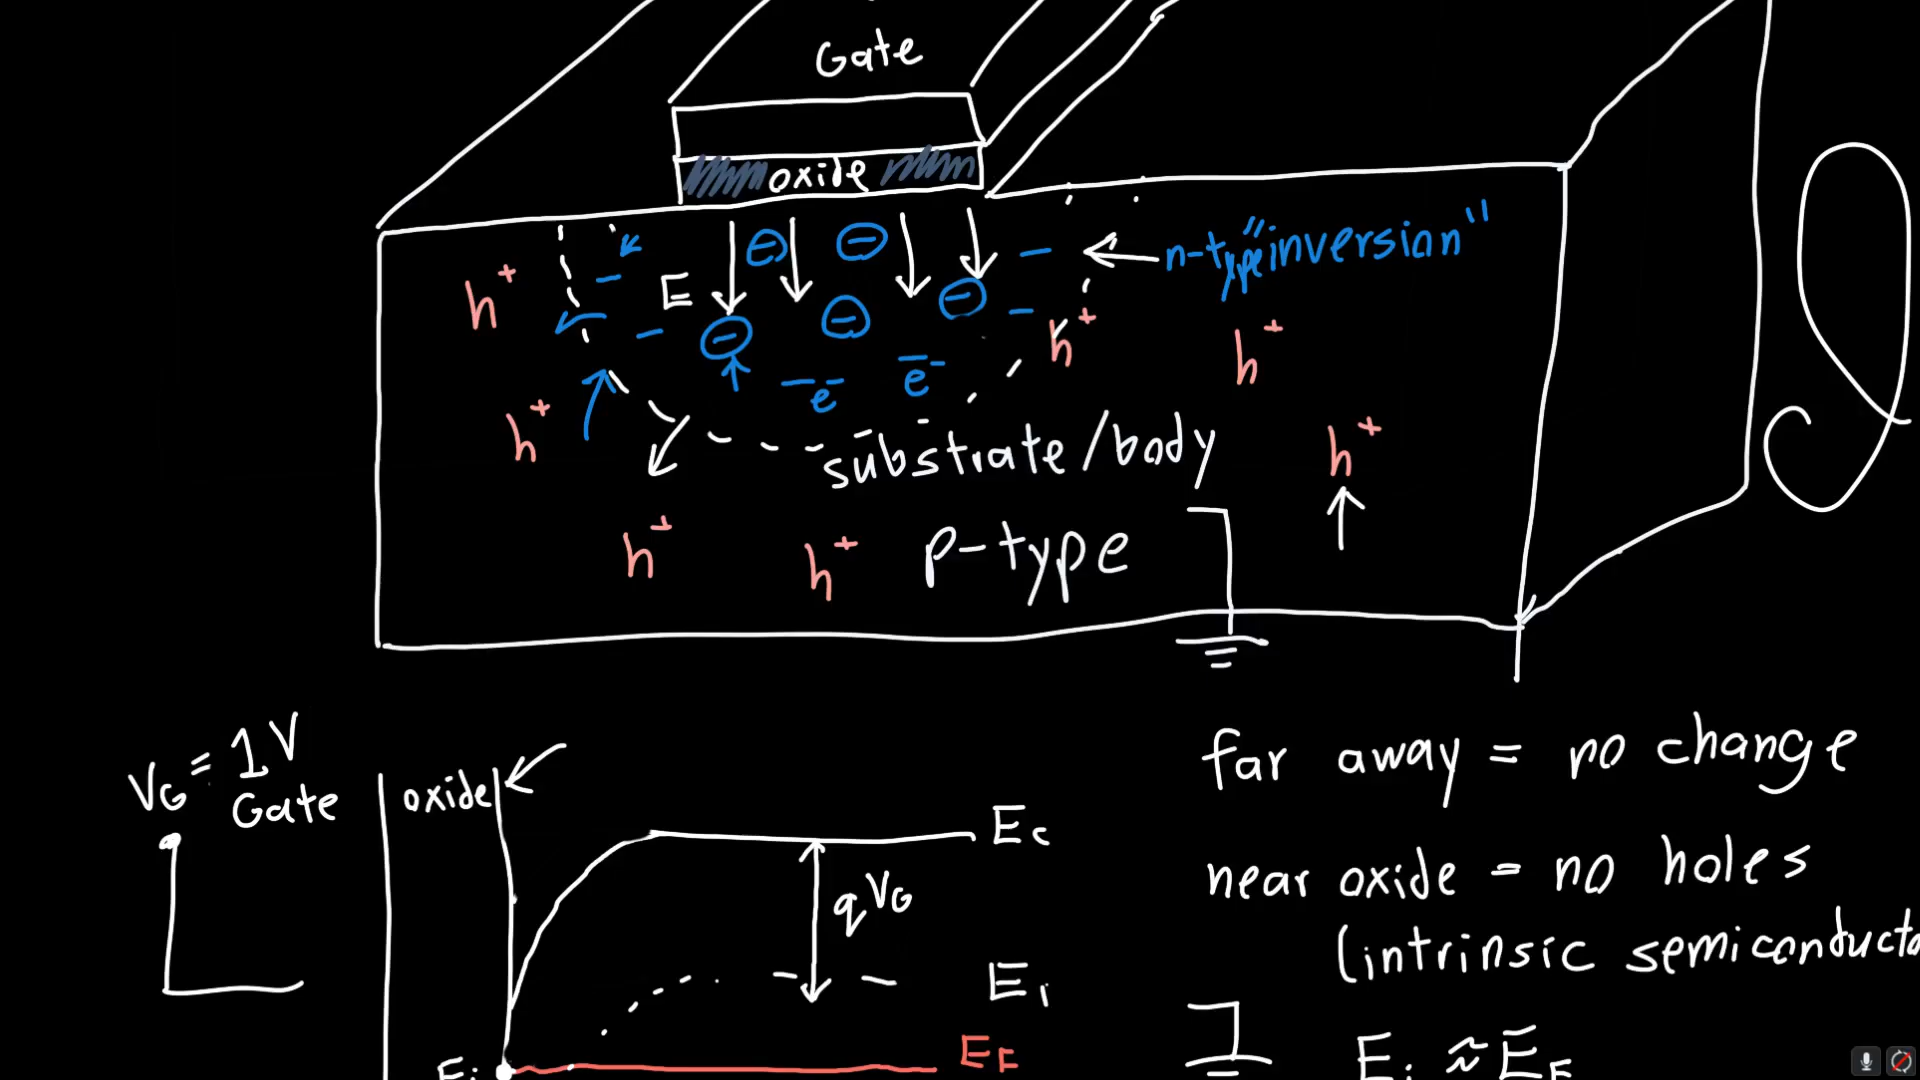 Gate
oxide
h+
E
⊖ ⊖
⊖ ⊖ ⊖
n-type "inversion"
h+
h+
h+
e-
e-
substrate/body
h+
h+
h+
p-type
VG = 1V
Gate
oxide
Ec
qVG
Ei
EF
Ei
far away = no change
near oxide = no holes
(intrinsic
Ei ≈ EF